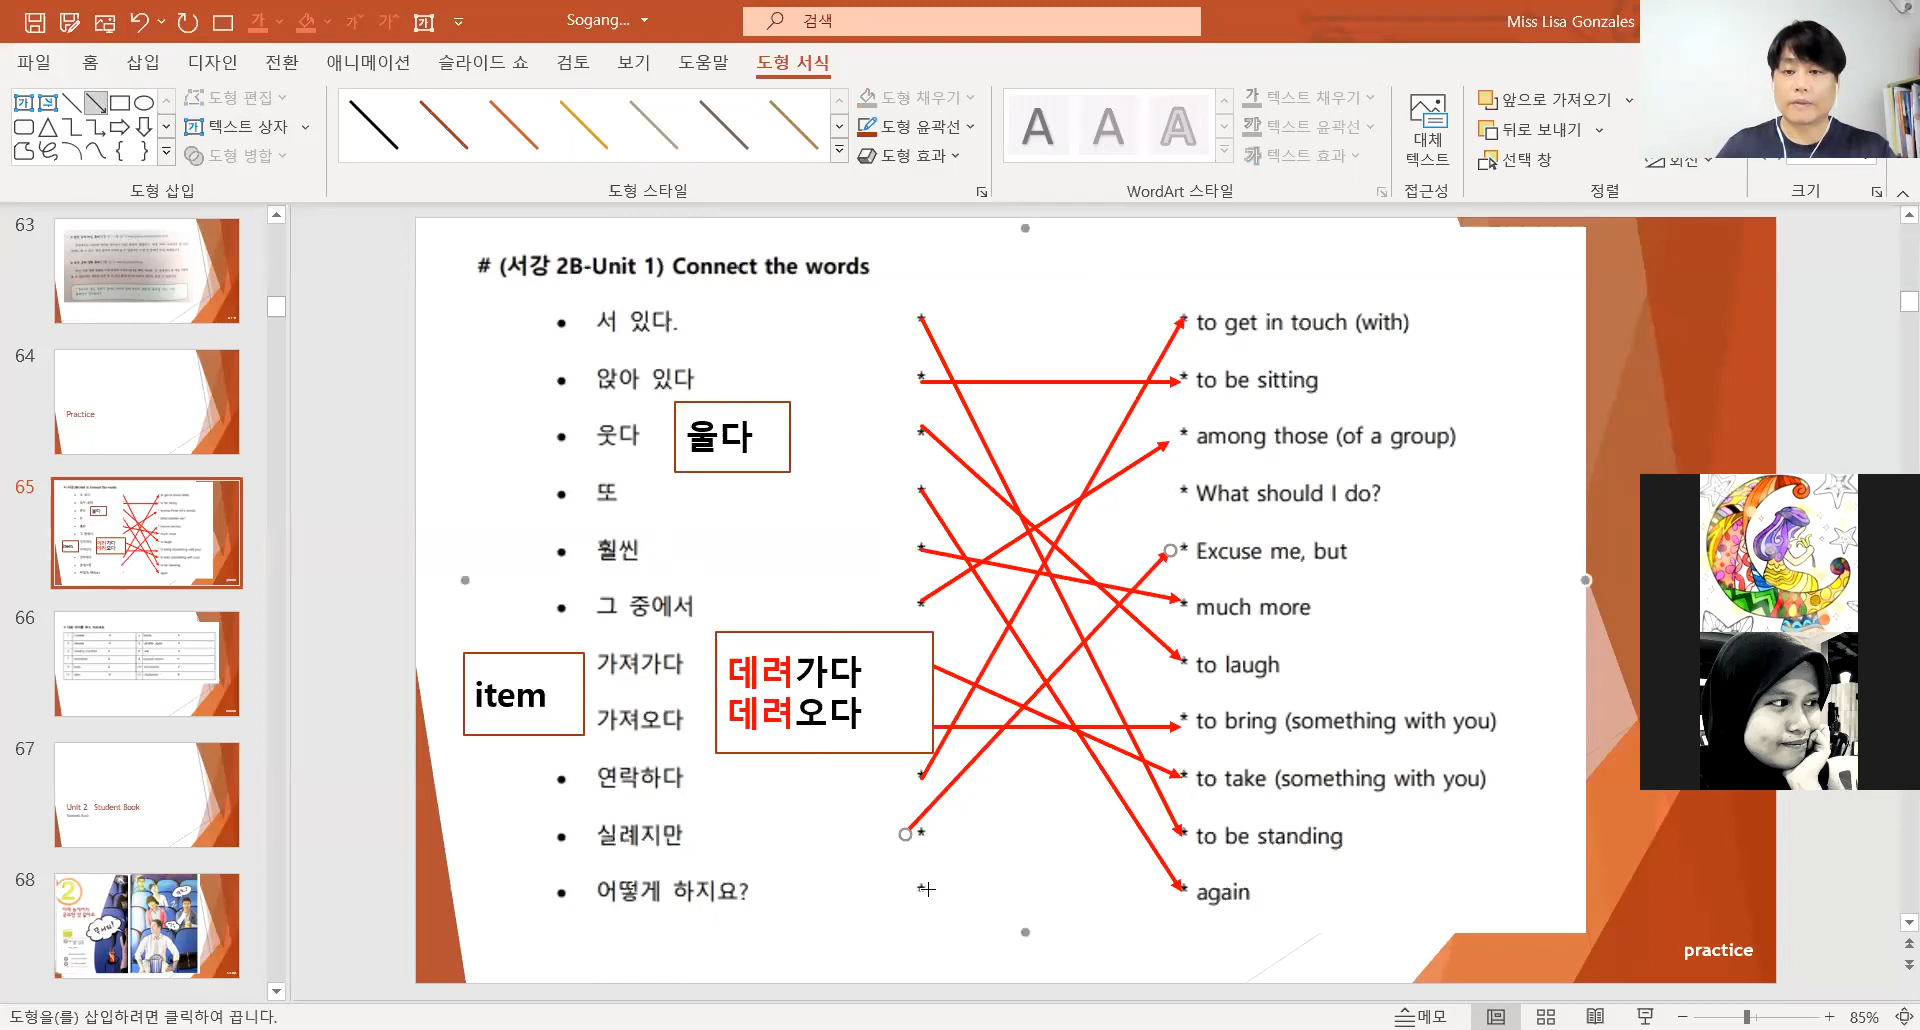 Sogang...
검색
Miss Lisa Gonzales
파일 홈 삽입 디자인 전환 애니메이션 슬라이드 쇼 검토 보기 도움말 도형 서식
도형 편집
텍스트 상자
도형 병합
도형 삽입
도형 스타일
도형 채우기
도형 윤곽선
도형 효과
WordArt 스타일
텍스트 채우기
텍스트 윤곽선
텍스트 효과
대체
텍스트
접근성
앞으로 가져오기
뒤로 보내기
선택 창
회전
정렬
크기
63
64
Practice
65
66
67
Unit 2 Student Book
68
# (서강 2B-Unit 1) Connect the words
• 서 있다. * * to get in touch (with)
• 앉아 있다 * * to be sitting
• 웃다 울다 * * among those (of a group)
• 또 * * What should I do?
• 훨씬 * * Excuse me, but
• 그 중에서 * * much more
item 가져가다 데려가다 * to laugh
가져오다 데려오다 * to bring (something with you)
• 연락하다 * * to take (something with you)
• 실례지만 * * to be standing
• 어떻게 하지요? * * again
practice
도형을(를) 삽입하려면 클릭하여 끕니다.
메모
85%